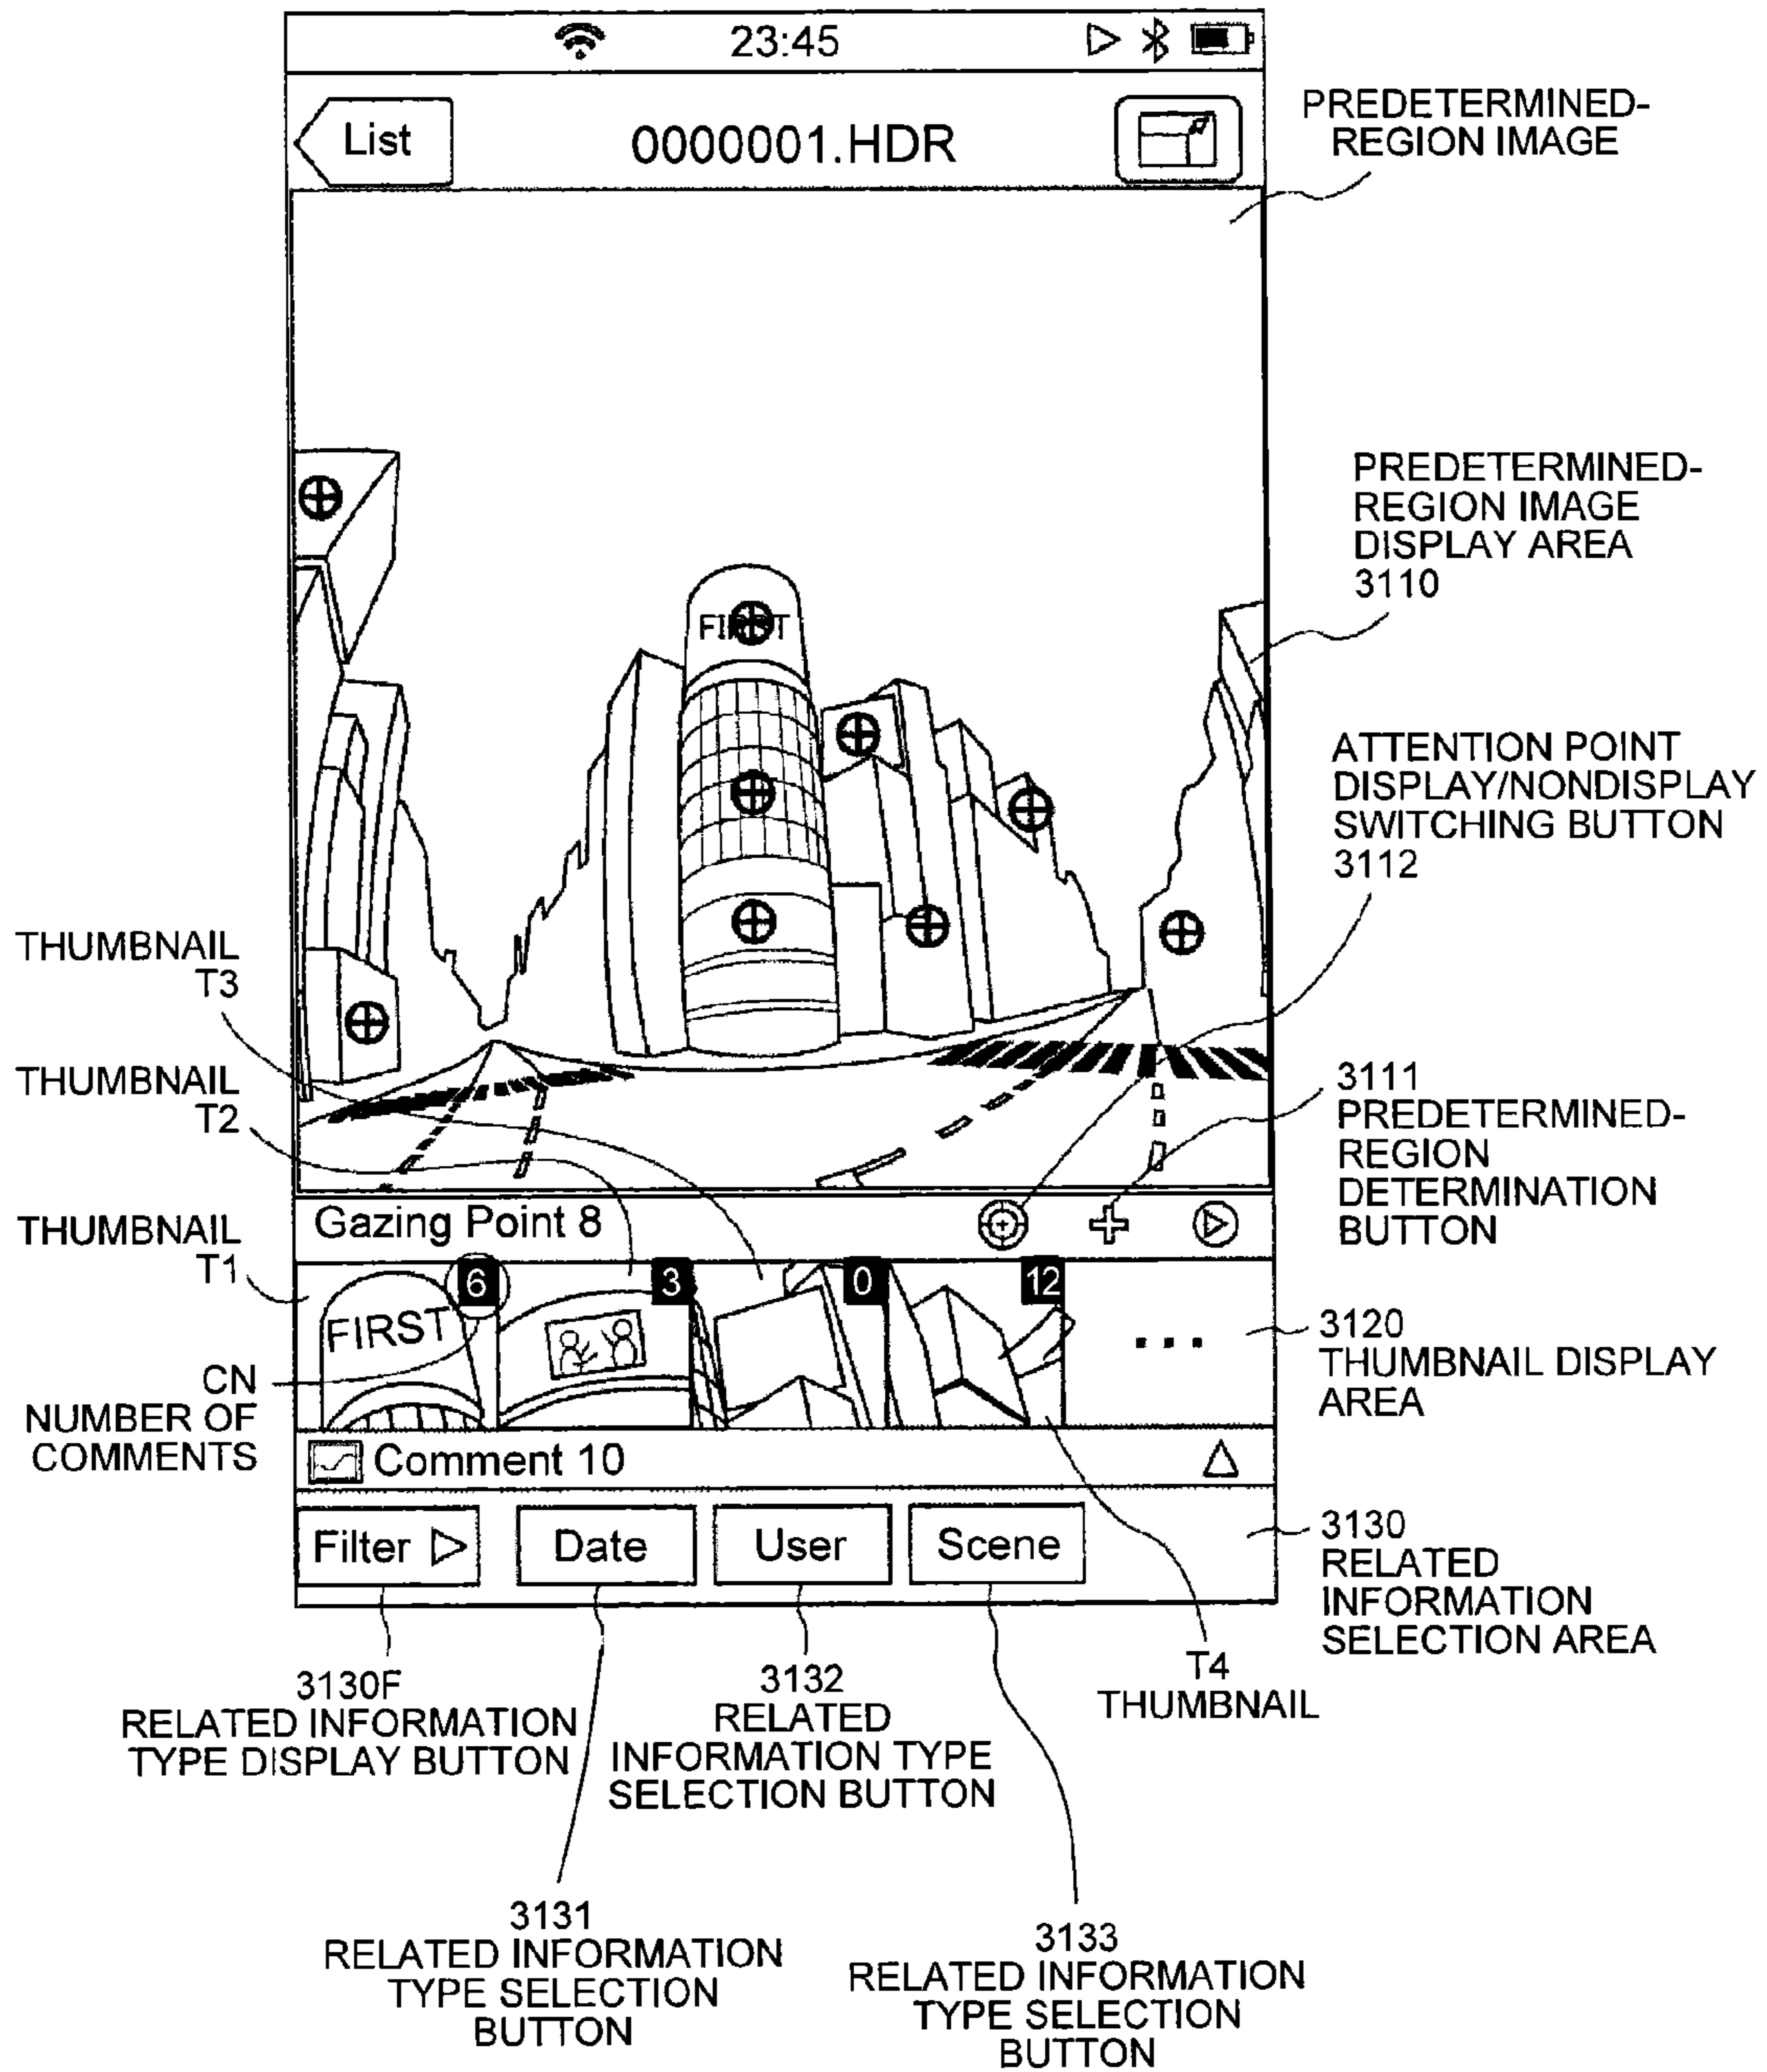 23:45
List
0000001.HDR
PREDETERMINED-
REGION IMAGE
PREDETERMINED-
REGION IMAGE
DISPLAY AREA
3110
FIRST
ATTENTION POINT
DISPLAY/NONDISPLAY
SWITCHING BUTTON
3112
THUMBNAIL
T3
THUMBNAIL
T2
3111
PREDETERMINED-
REGION
DETERMINATION
BUTTON
THUMBNAIL
T1
Gazing Point 8
6
3
0
12
FIRST
...
3120
THUMBNAIL DISPLAY
AREA
CN
NUMBER OF
COMMENTS
Comment 10
Filter
Date
User
Scene
3130
RELATED
INFORMATION
SELECTION AREA
T4
THUMBNAIL
3130F
RELATED INFORMATION
TYPE DISPLAY BUTTON
3132
RELATED
INFORMATION TYPE
SELECTION BUTTON
3131
RELATED INFORMATION
TYPE SELECTION
BUTTON
3133
RELATED INFORMATION
TYPE SELECTION
BUTTON